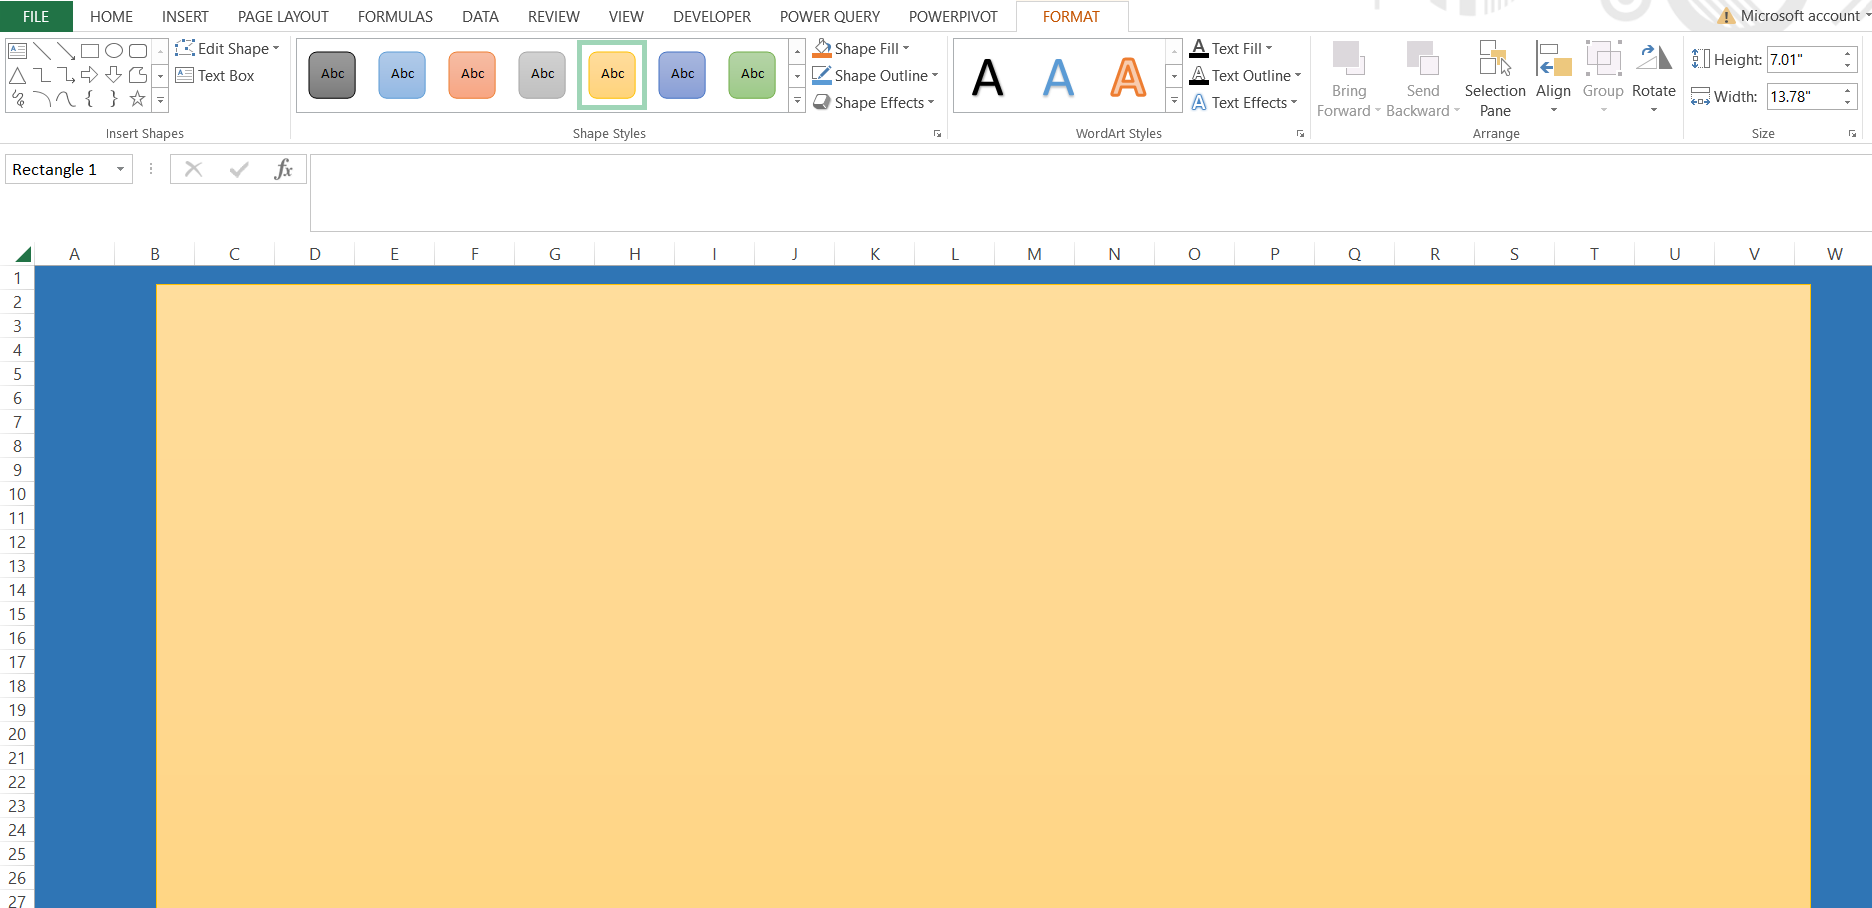 FILE HOME INSERT PAGE LAYOUT FORMULAS DATA REVIEW VIEW DEVELOPER POWER QUERY POWERPIVOT FORMAT Microsoft account
Edit Shape
Text Box
Insert Shapes
Abc Abc Abc Abc Abc Abc Abc
Shape Fill
Shape Outline
Shape Effects
Shape Styles
A A A
Text Fill
Text Outline
Text Effects
WordArt Styles
Bring Forward
Send Backward
Selection Pane
Align
Group
Rotate
Arrange
Height: 7.01"
Width: 13.78"
Size
Rectangle 1 fx
A B C D E F G H I J K L M N O P Q R S T U V W
1
2
3
4
5
6
7
8
9
10
11
12
13
14
15
16
17
18
19
20
21
22
23
24
25
26
27